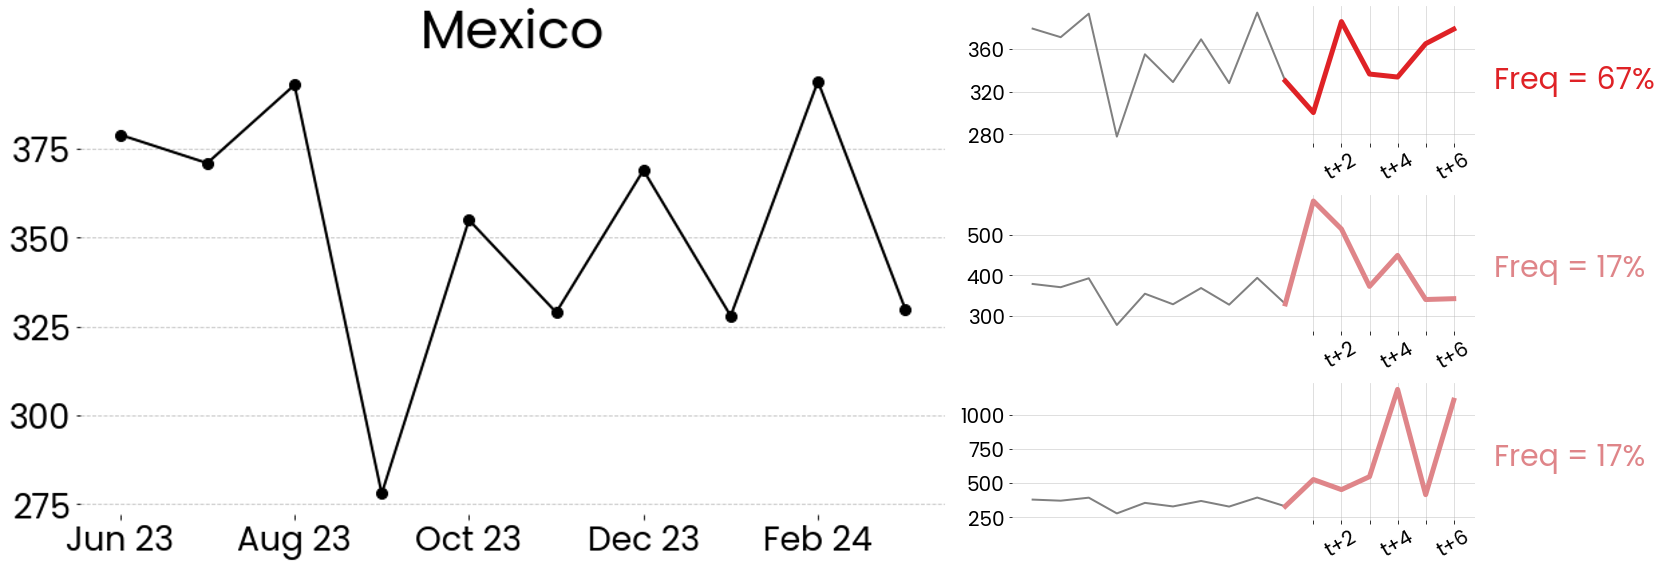 Mexico
375
350
325
300
275
Jun 23
Aug 23
Oct 23
Dec 23
Feb 24
360
320
280
t+2
t+4
t+6
Freq = 67%
500
400
300
t+2
t+4
t+6
Freq = 17%
1000
750
500
250
t+2
t+4
t+6
Freq = 17%